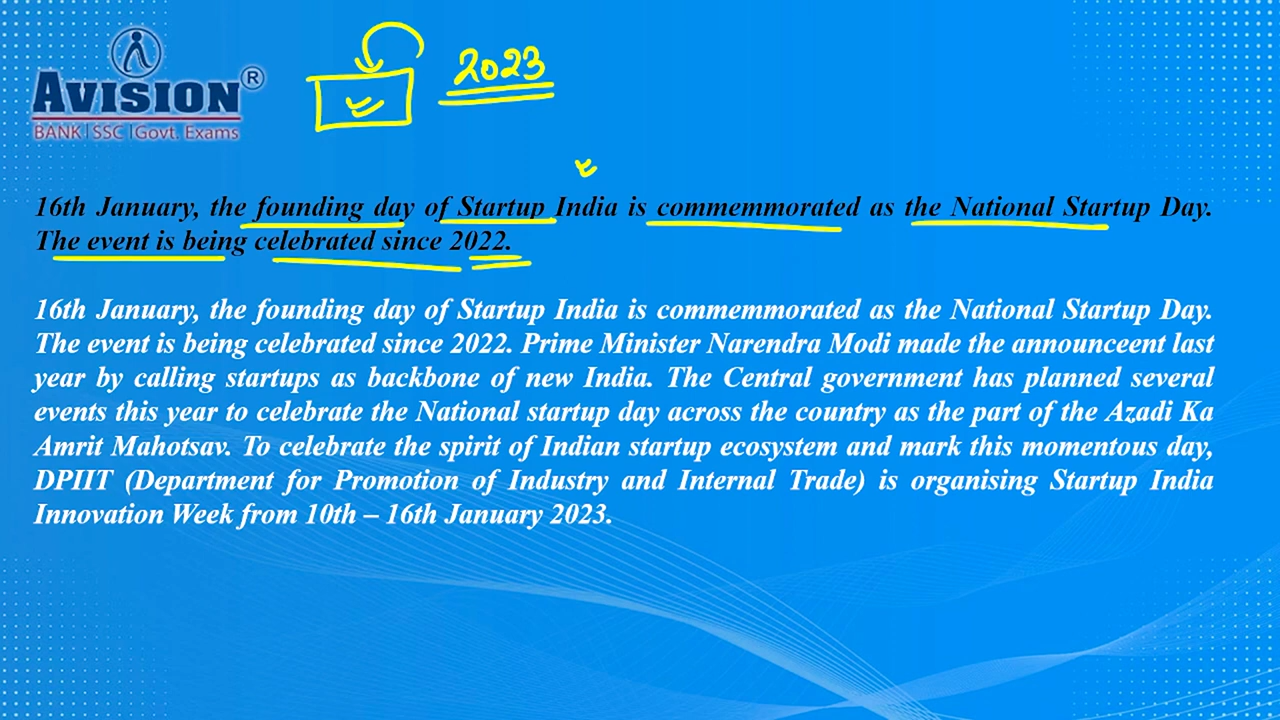 2023
AVISION®
BANK | SSC | Govt. Exams
16th January, the founding day of Startup India is commemmorated as the National Startup Day.
The event is being celebrated since 2022.
16th January, the founding day of Startup India is commemmorated as the National Startup Day.
The event is being celebrated since 2022. Prime Minister Narendra Modi made the announceent last
year by calling startups as backbone of new India. The Central government has planned several
events this year to celebrate the National startup day across the country as the part of the Azadi Ka
Amrit Mahotsav. To celebrate the spirit of Indian startup ecosystem and mark this momentous day,
DPIIT (Department for Promotion of Industry and Internal Trade) is organising Startup India
Innovation Week from 10th – 16th January 2023.